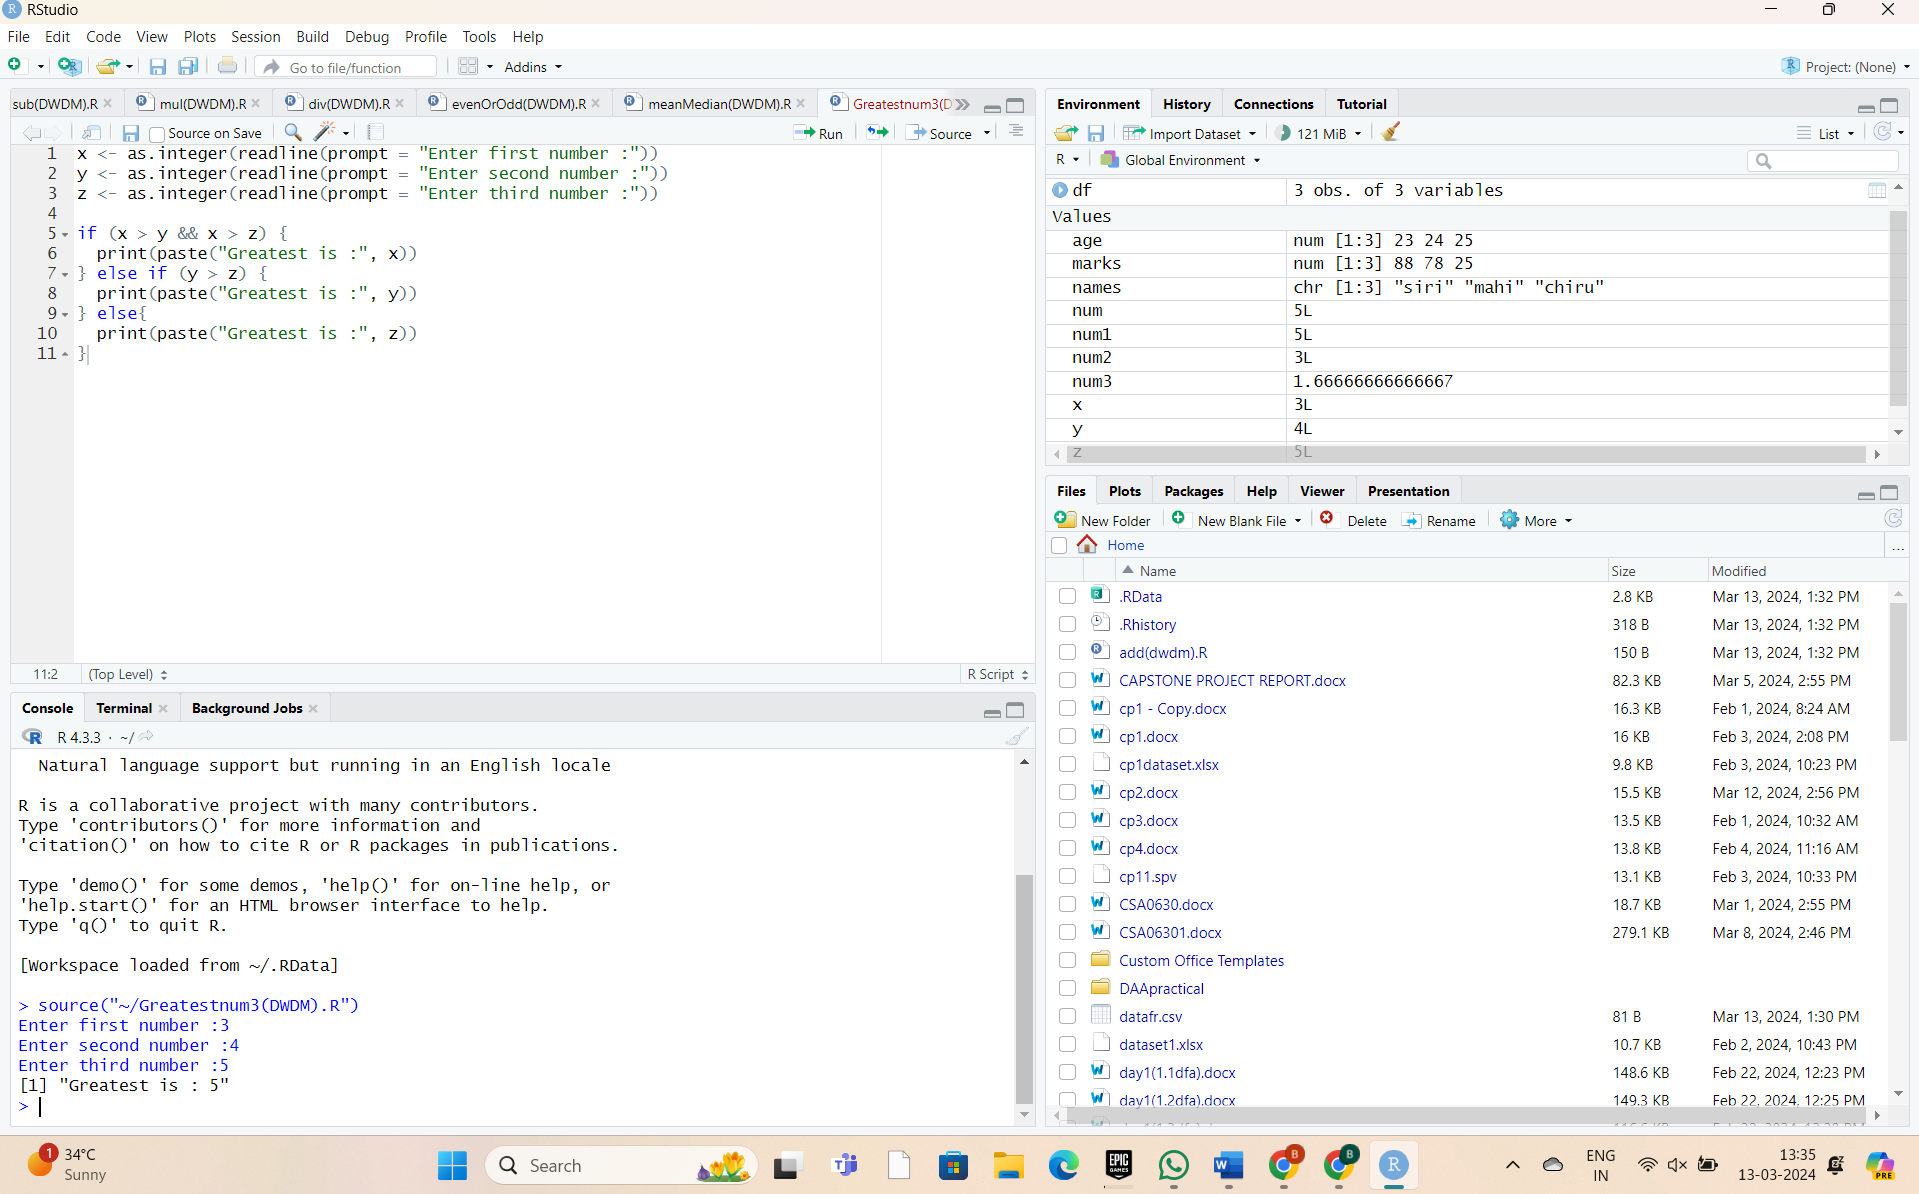 RStudio
File Edit Code View Plots Session Build Debug Profile Tools Help
Go to file/function Addins Project: (None)
sub(DWDM).R mul(DWDM).R div(DWDM).R evenOrOdd(DWDM).R meanMedian(DWDM).R Greatestnum3(D
Source on Save Run Source
1 x <- as.integer(readline(prompt = "Enter first number :"))
2 y <- as.integer(readline(prompt = "Enter second number :"))
3 z <- as.integer(readline(prompt = "Enter third number :"))
4
5 if (x > y && x > z) {
6 print(paste("Greatest is :", x))
7 } else if (y > z) {
8 print(paste("Greatest is :", y))
9 } else{
10 print(paste("Greatest is :", z))
11 }
11:2 (Top Level) R Script
Console Terminal Background Jobs
R 4.3.3 · ~/
Natural language support but running in an English locale
R is a collaborative project with many contributors.
Type 'contributors()' for more information and
'citation()' on how to cite R or R packages in publications.
Type 'demo()' for some demos, 'help()' for on-line help, or
'help.start()' for an HTML browser interface to help.
Type 'q()' to quit R.
[Workspace loaded from ~/.RData]
> source("~/Greatestnum3(DWDM).R")
Enter first number :3
Enter second number :4
Enter third number :5
[1] "Greatest is : 5"
>
Environment History Connections Tutorial
Import Dataset 121 MiB List
R Global Environment
df 3 obs. of 3 variables
Values
age num [1:3] 23 24 25
marks num [1:3] 88 78 25
names chr [1:3] "siri" "mahi" "chiru"
num 5L
num1 5L
num2 3L
num3 1.66666666666667
x 3L
y 4L
z 5L
Files Plots Packages Help Viewer Presentation
New Folder New Blank File Delete Rename More
Home ...
Name Size Modified
.RData 2.8 KB Mar 13, 2024, 1:32 PM
.Rhistory 318 B Mar 13, 2024, 1:32 PM
add(dwdm).R 150 B Mar 13, 2024, 1:32 PM
CAPSTONE PROJECT REPORT.docx 82.3 KB Mar 5, 2024, 2:55 PM
cp1 - Copy.docx 16.3 KB Feb 1, 2024, 8:24 AM
cp1.docx 16 KB Feb 3, 2024, 2:08 PM
cp1dataset.xlsx 9.8 KB Feb 3, 2024, 10:23 PM
cp2.docx 15.5 KB Mar 12, 2024, 2:56 PM
cp3.docx 13.5 KB Feb 1, 2024, 10:32 AM
cp4.docx 13.8 KB Feb 4, 2024, 11:16 AM
cp11.spv 13.1 KB Feb 3, 2024, 10:33 PM
CSA0630.docx 18.7 KB Mar 1, 2024, 2:55 PM
CSA06301.docx 279.1 KB Mar 8, 2024, 2:46 PM
Custom Office Templates
DAApractical
datafr.csv 81 B Mar 13, 2024, 1:30 PM
dataset1.xlsx 10.7 KB Feb 2, 2024, 10:43 PM
day1(1.1dfa).docx 148.6 KB Feb 22, 2024, 12:23 PM
day1(1.2dfa).docx 149.3 KB Feb 22, 2024, 12:25 PM
1 34°C
Sunny
Search
EPIC GAMES
ENG
IN
13:35
13-03-2024
PRE